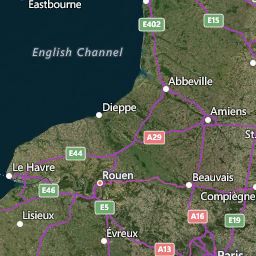 Eastbourne
E402
E15
English Channel
Abbeville
Dieppe
Amiens
St.
A29
E44
Le Havre
Rouen
Beauvais
E46
Compiègne
Lisieux
E5
A16
E19
Évreux
A13
Paris